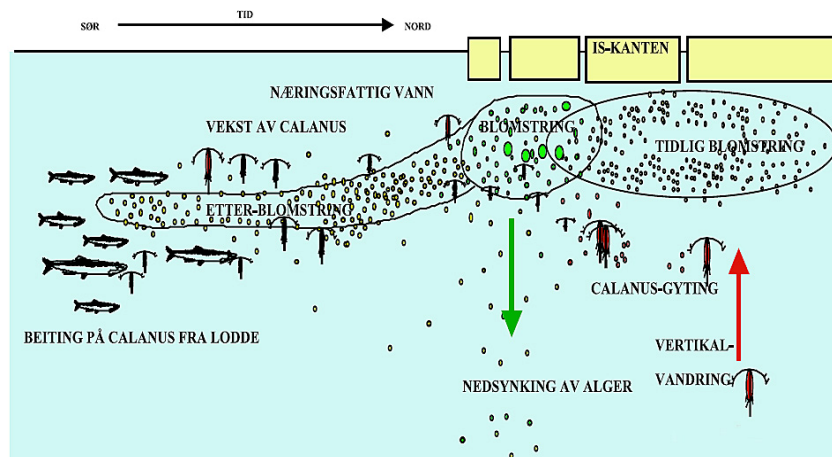 TID
SØR
NORD
IS-KANTEN
NÆRINGSFATTIG VANN
VEKST AV CALANUS
BLOMSTRING
TIDLIG BLOMSTRING
ETTER-BLOMSTRING
CALANUS-GYTING
BEITING PÅ CALANUS FRA LODDE
VERTIKAL-
VANDRING
NEDSYNKING AV ALGER